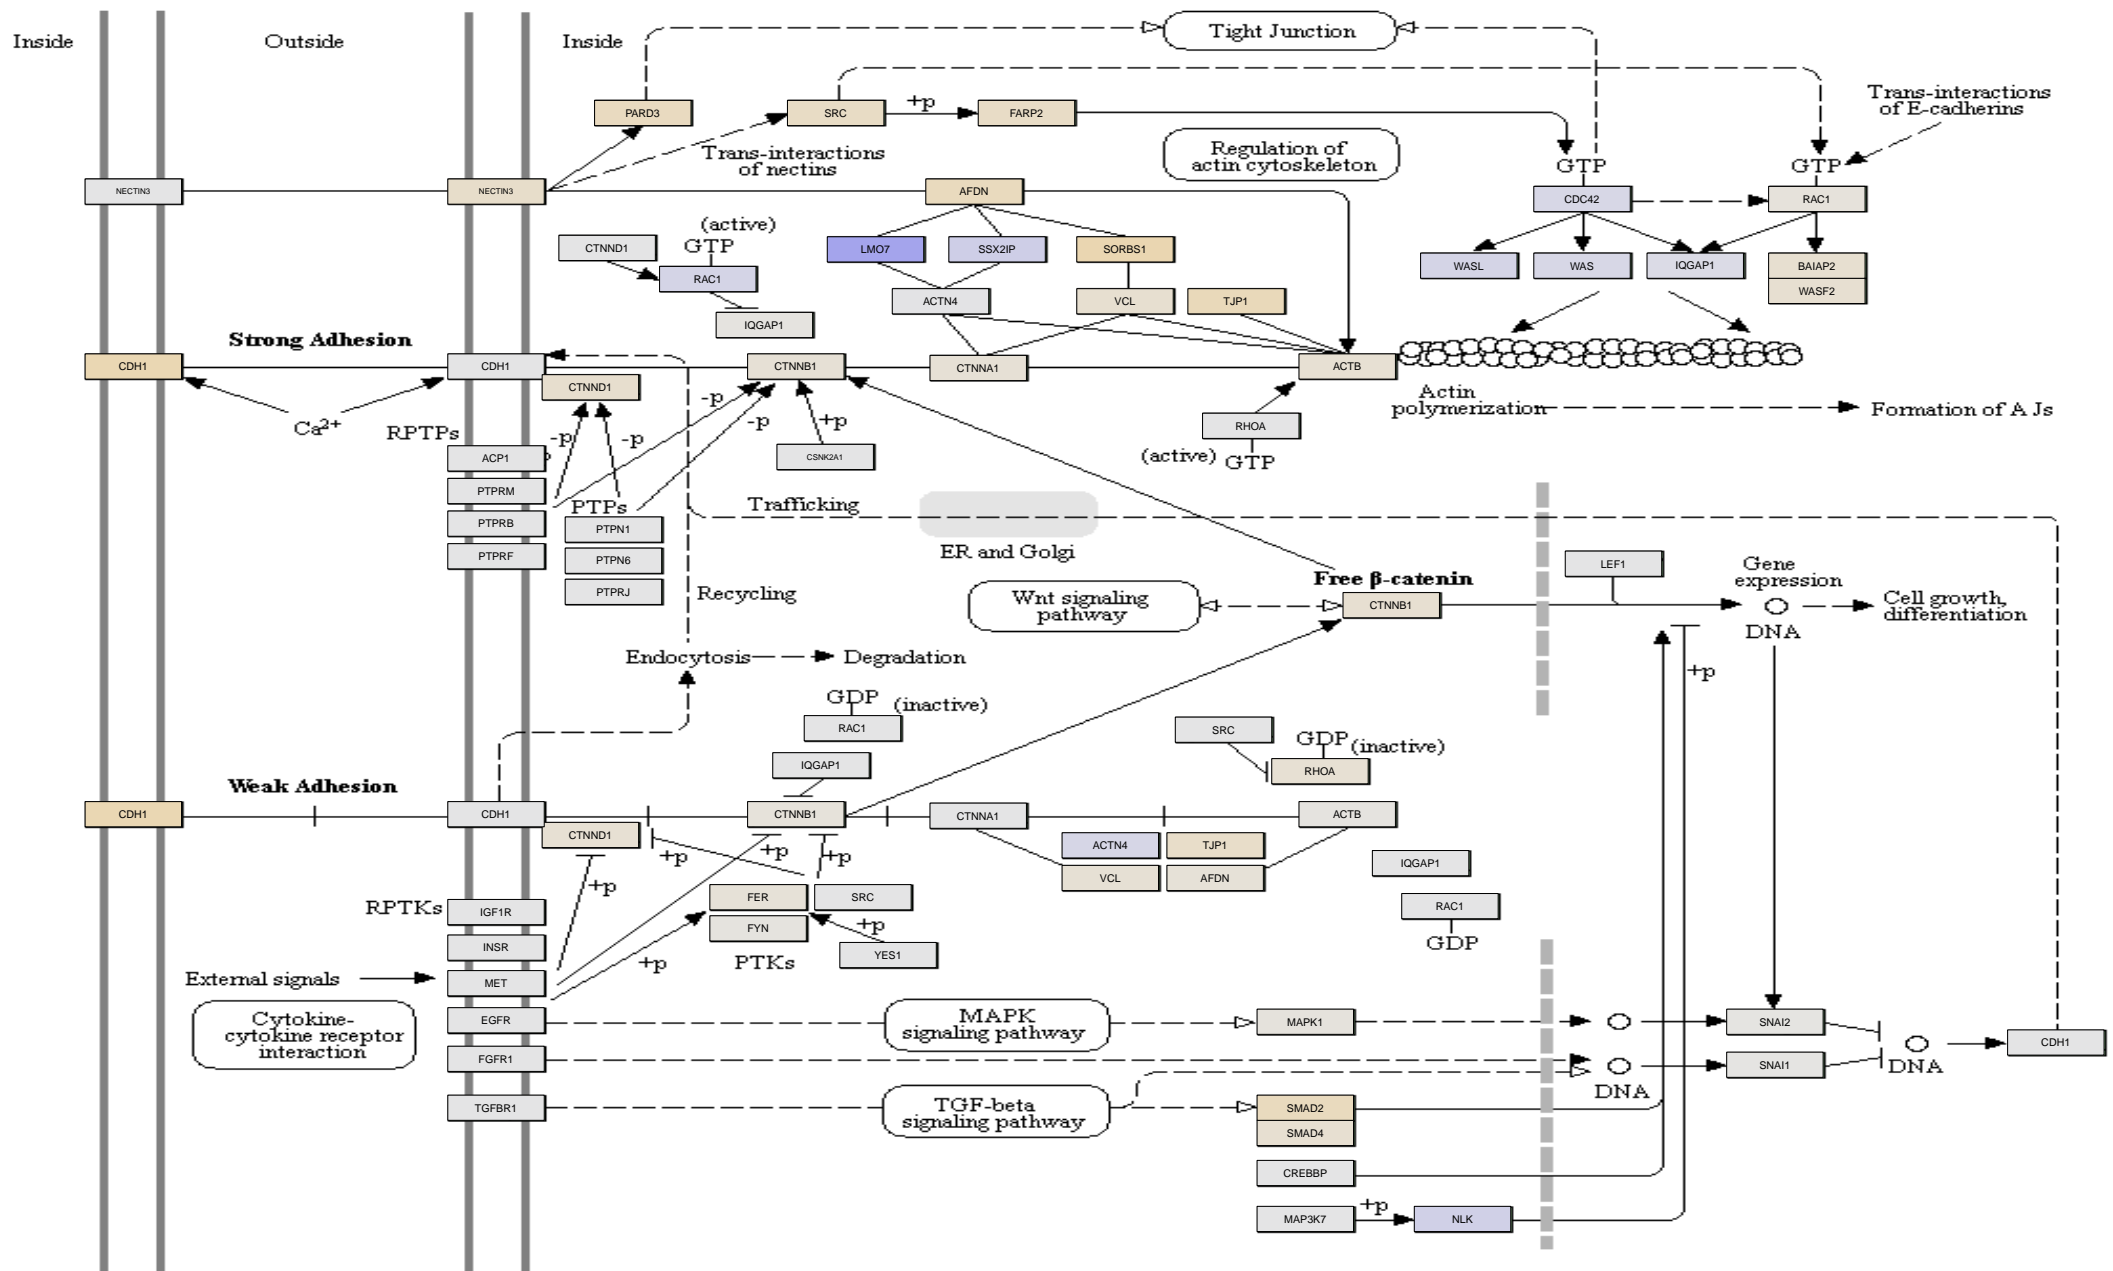 Inside
Outside
Inside
Tight Junction
PARD3
SRC
+p
FARP2
Trans-interactions
of E-cadherins
Trans-interactions
of nectins
Regulation of
actin cytoskeleton
GTP
GTP
NECTIN3
NECTIN3
AFDN
CDC42
RAC1
(active)
GTP
CTNND1
RAC1
IQGAP1
LMO7
SSX2IP
SORBS1
WASL
WAS
IQGAP1
BAIAP2
WASF2
ACTN4
VCL
TJP1
Strong Adhesion
CDH1
CDH1
CTNND1
CTNNB1
CTNNA1
ACTB
Ca2+
-p
-p
-p
-p
+p
Actin
polymerization
Formation of AJs
RPTPs
ACP1
PTPRM
PTPRB
PTPRF
PTPs
PTPN1
PTPN6
PTPRJ
CSNK2A1
RHOA
(active)
GTP
Trafficking
ER and Golgi
Recycling
Free β-catenin
Wnt signaling
pathway
CTNNB1
LEF1
Gene
expression
DNA
Cell growth,
differentiation
Endocytosis
Degradation
+p
GDP
(inactive)
RAC1
IQGAP1
SRC
GDP
(inactive)
RHOA
Weak Adhesion
CDH1
CDH1
CTNND1
CTNNB1
CTNNA1
ACTB
+p
+p
+p
+p
ACTN4
TJP1
VCL
AFDN
IQGAP1
RAC1
GDP
RPTKs
IGF1R
INSR
MET
EGFR
FGFR1
TGFBR1
FER
SRC
FYN
+p
YES1
+p
PTKs
External signals
Cytokine-
cytokine receptor
interaction
MAPK
signaling pathway
MAPK1
SNAI2
SNAI1
DNA
DNA
CDH1
TGF-beta
signaling pathway
SMAD2
SMAD4
CREBBP
MAP3K7
+p
NLK